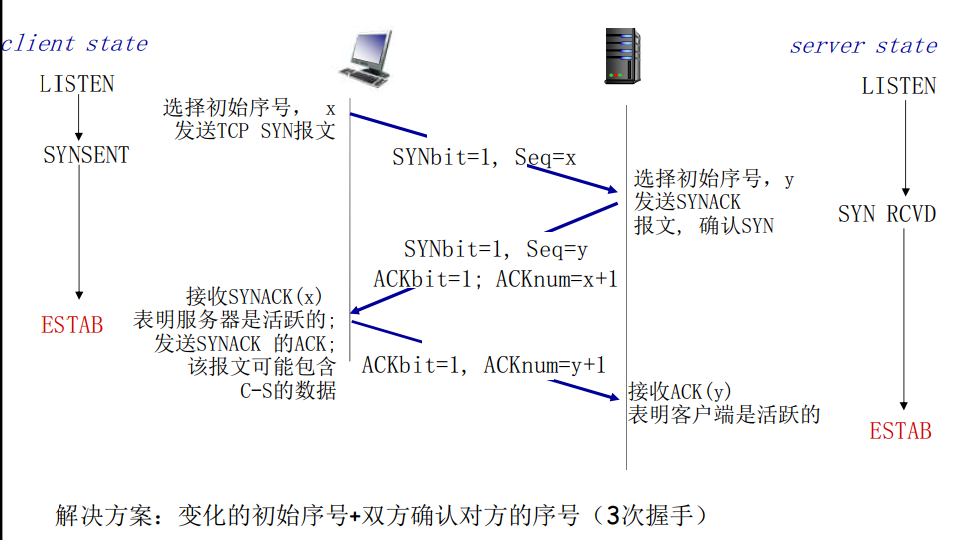 client state
server state
LISTEN
LISTEN
选择初始序号， x
发送TCP SYN报文
SYNSENT
SYNbit=1, Seq=x
选择初始序号，y
发送SYNACK
报文, 确认SYN
SYN RCVD
SYNbit=1, Seq=y
ACKbit=1; ACKnum=x+1
接收SYNACK(x)
表明服务器是活跃的;
发送SYNACK 的ACK;
该报文可能包含
C-S的数据
ESTAB
ACKbit=1, ACKnum=y+1
接收ACK(y)
表明客户端是活跃的
ESTAB
解决方案：变化的初始序号+双方确认对方的序号（3次握手）